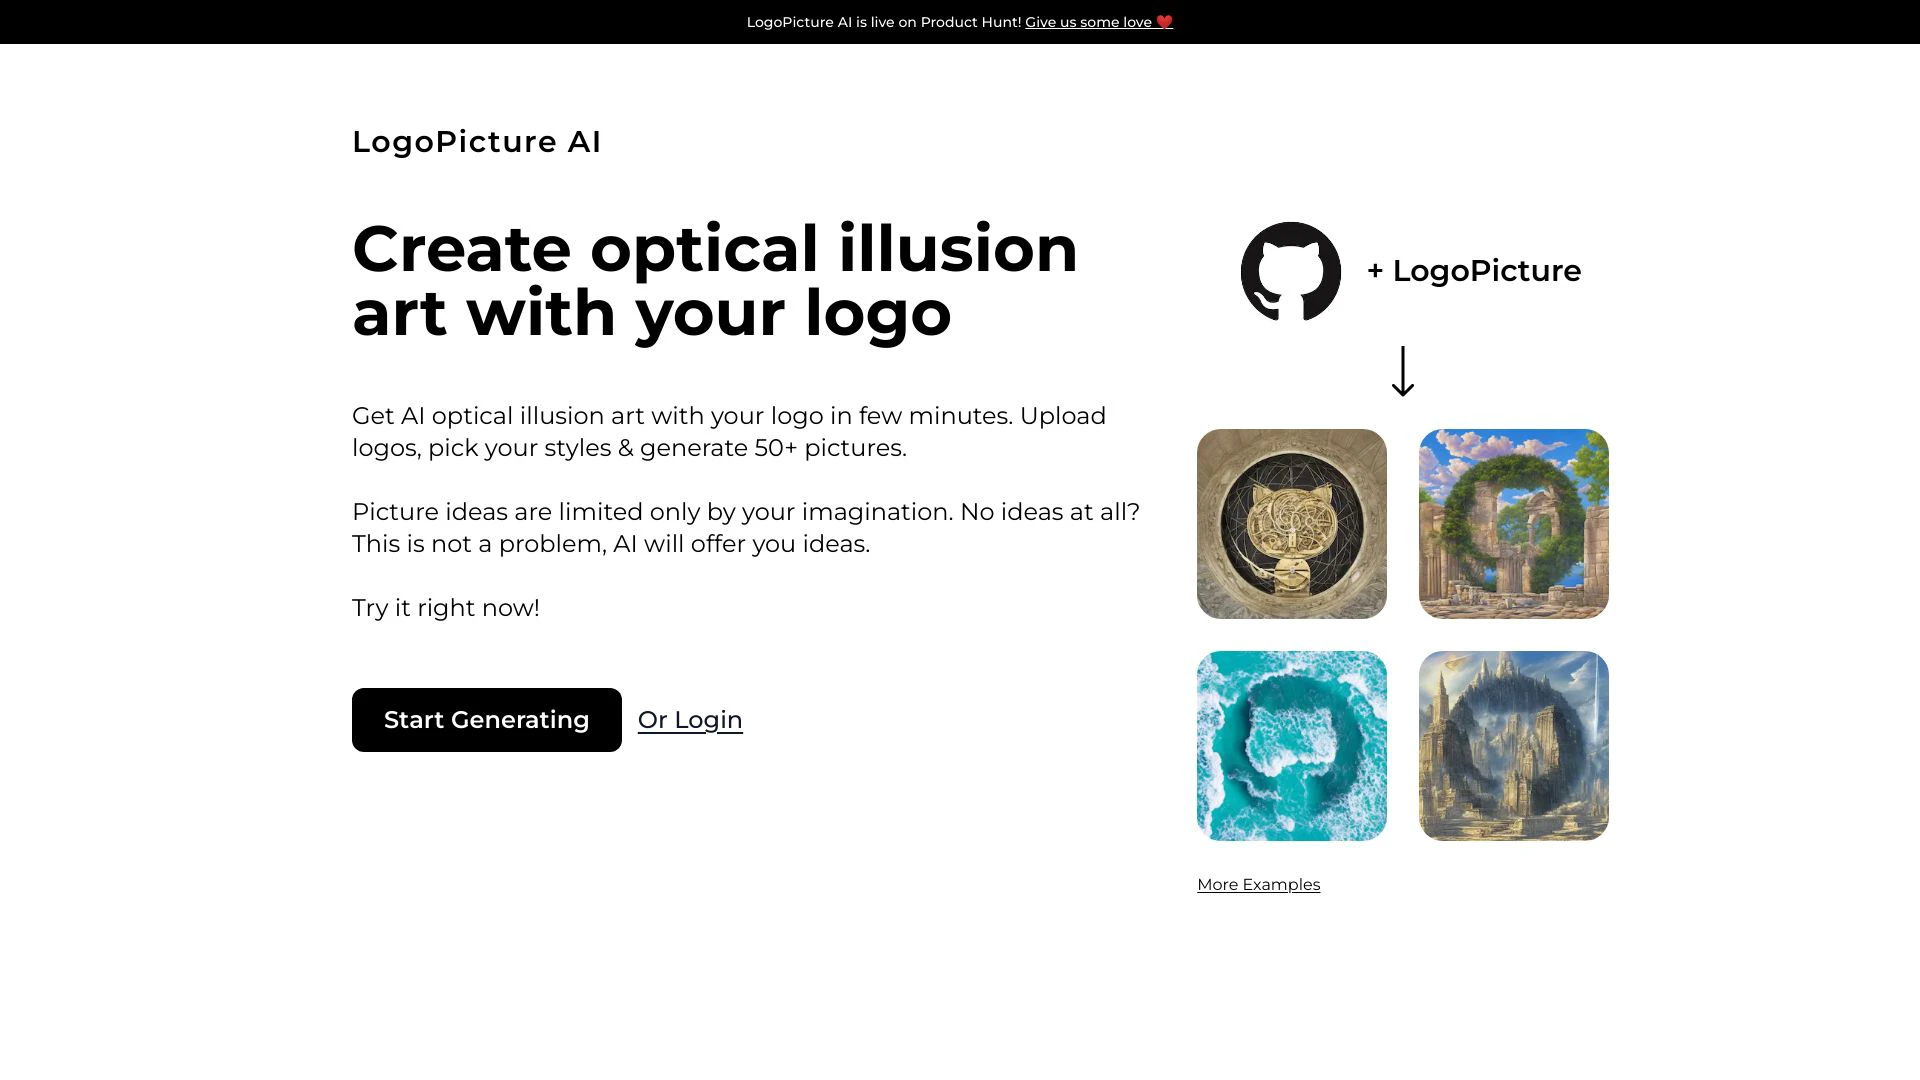 LogoPicture AI is live on Product Hunt! Give us some love ❤️
LogoPicture AI
Create optical illusion
art with your logo
Get AI optical illusion art with your logo in few minutes. Upload
logos, pick your styles & generate 50+ pictures.
Picture ideas are limited only by your imagination. No ideas at all?
This is not a problem, AI will offer you ideas.
Try it right now!
Start Generating
Or Login
+ LogoPicture
More Examples